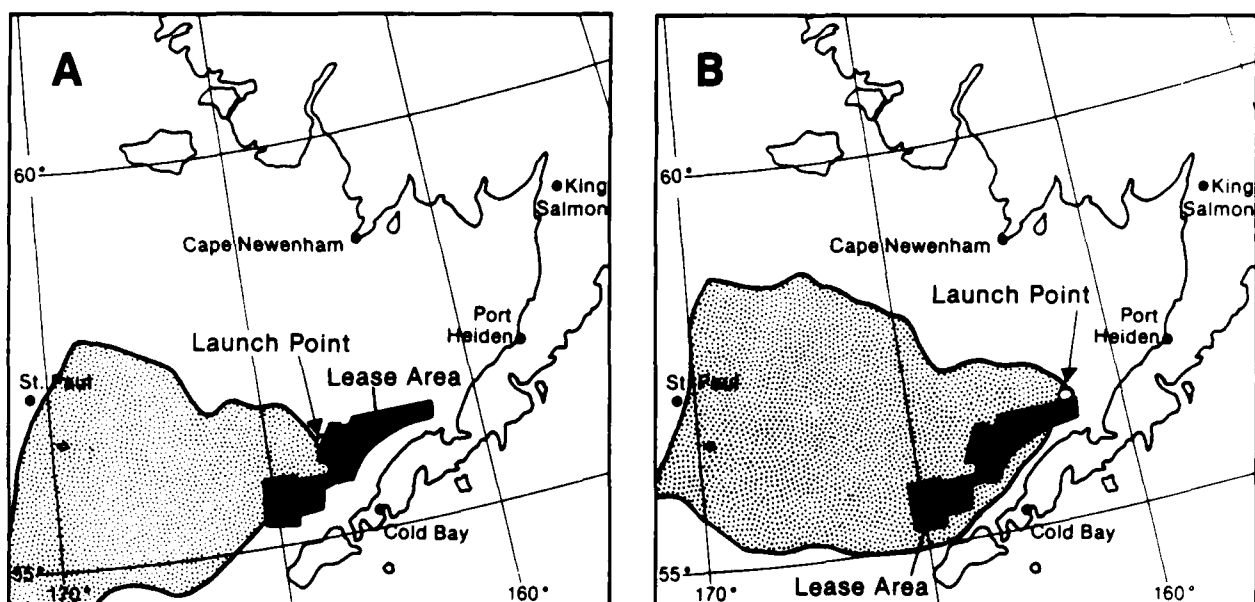 A
60°
King
Salmon
Cape Newenham
Port
Heiden
Launch Point
Lease Area
St. Paul
Cold Bay
55°
170°
160°
B
60°
King
Salmon
Cape Newenham
Launch Point
Port
Heiden
St. Paul
Cold Bay
55°
Lease Area
170°
160°